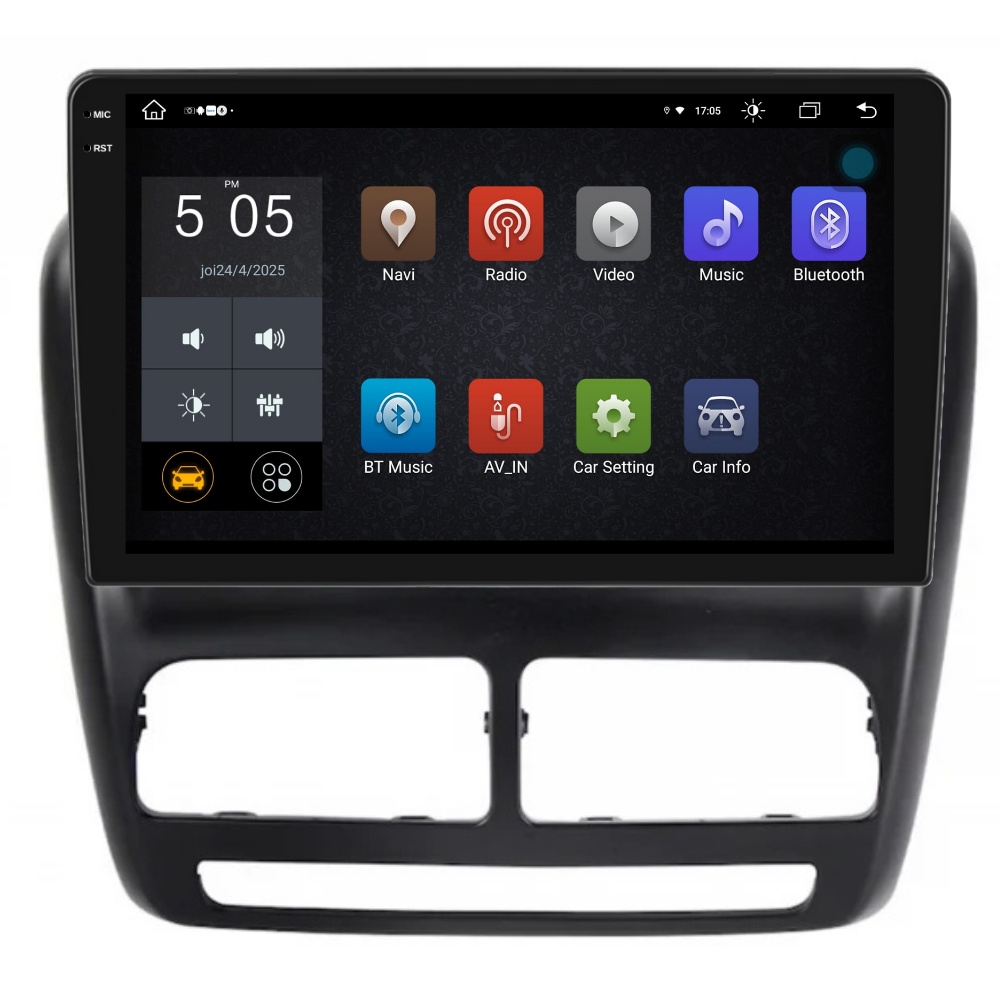 MIC
RST
17:05
PM
5 05
joi24/4/2025
Navi
Radio
Video
Music
Bluetooth
BT Music
AV_IN
Car Setting
Car Info